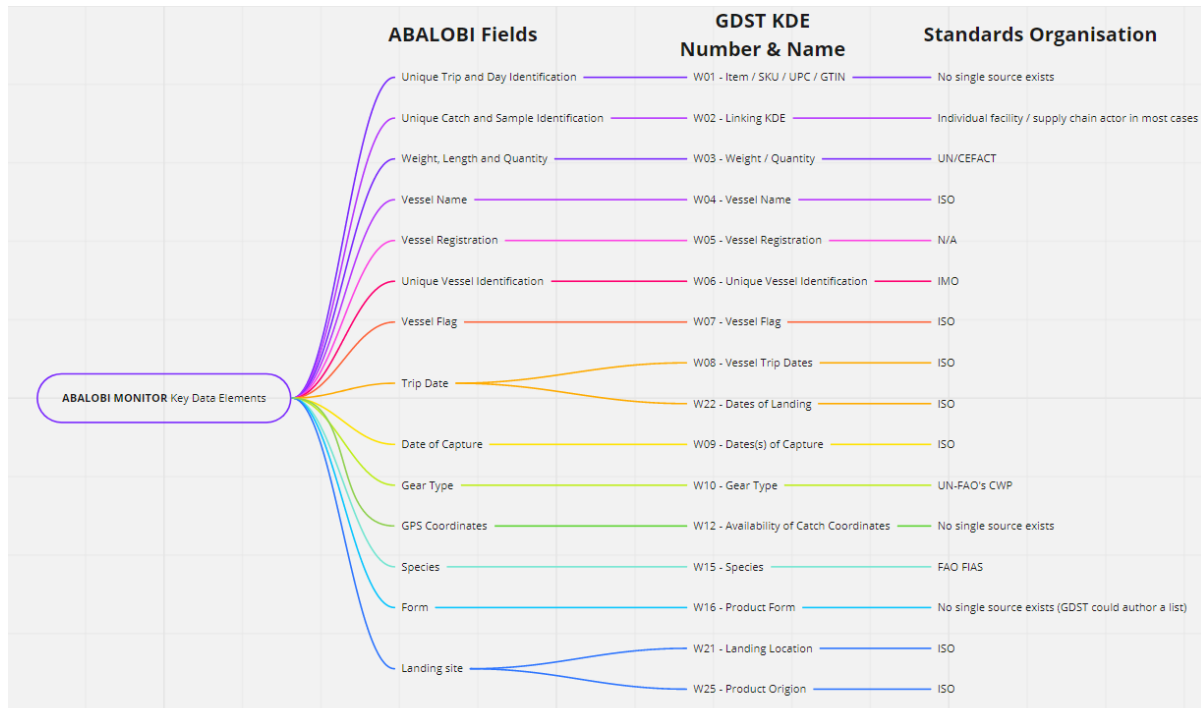 ABALOBI Fields
GDST KDE
Number & Name
Standards Organisation
Unique Trip and Day Identification W01 - Item / SKU / UPC / GTIN No single source exists
Unique Catch and Sample Identification W02 - Linking KDE Individual facility / supply chain actor in most cases
Weight, Length and Quantity W03 - Weight / Quantity UN/CEFACT
Vessel Name W04 - Vessel Name ISO
Vessel Registration W05 - Vessel Registration N/A
Unique Vessel Identification W06 - Unique Vessel Identification IMO
Vessel Flag W07 - Vessel Flag ISO
W08 - Vessel Trip Dates ISO
Trip Date
ABALOBI MONITOR Key Data Elements
W22 - Dates of Landing ISO
Date of Capture W09 - Dates(s) of Capture ISO
Gear Type W10 - Gear Type UN-FAO's CWP
GPS Coordinates W12 - Availability of Catch Coordinates No single source exists
Species W15 - Species FAO FIAS
Form W16 - Product Form No single source exists (GDST could author a list)
W21 - Landing Location ISO
Landing site
W25 - Product Origion ISO